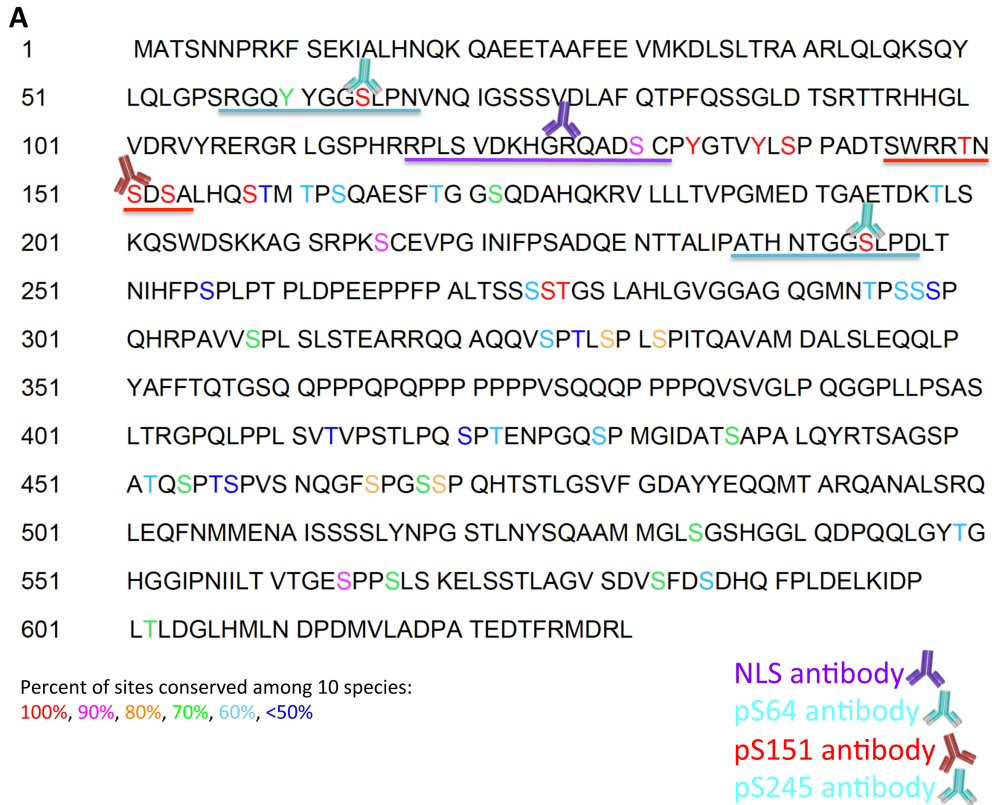 A
1 MATSNNPRKF SEKIALHNQK QAEETAAFEE VMKDLSLTRA ARLQLQKSQY
51 LQLGPSRGQY YGGSLPNVNQ IGSSSVDLAF QTPFQSSGLD TSRTTRHHGL
101 VDRVYRERGR LGSPHRRPLS VDKHGRQADS CPYGTVYLSP PADTSWRRTN
151 SDSALHQSTM TPSQAESFTG GSQDAHQKRV LLLTVPGMED TGAETDKTLS
201 KQSWDSKKAG SRPKSCEVPG INIFPSADQE NTTALIPATH NTGGSLPDLT
251 NIHFPSPLPT PLDPEEPPFP ALTSSSSTGS LAHLGVGGAG QGMNTPSSSP
301 QHRPAVVSPL SLSTEARRQQ AQQVSPTLSP LSPITQAVAM DALSLEQQLP
351 YAFFTQTGSQ QPPPQPQPPP PPPPVSQQQP PPPQVSVGLP QGGPLLPSAS
401 LTRGPQLPPL SVTVPSTLPQ SPTENPGQSP MGIDATSAPA LQYRTSAGSP
451 ATQSPTSPVS NQGFSPGSSP QHTSTLGSVF GDAYYEQQMT ARQANALSRQ
501 LEQFNMMENA ISSSSLYNPG STLNYSQAAM MGLSGSHGGL QDPQQLGYTG
551 HGGIPNIILT VTGESPPSLS KELSSTLAGV SDVSFDSDHQ FPLDELKIDP
601 LTLDGLHMLN DPDMVLADPA TEDTFRMDRL
Percent of sites conserved among 10 species:
100%, 90%, 80%, 70%, 60%, <50%
NLS antibody
pS64 antibody
pS151 antibody
pS245 antibody